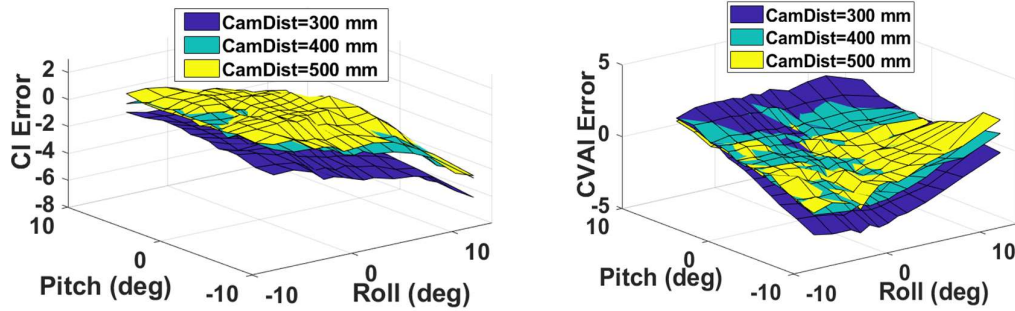 CamDist=300 mm
CamDist=400 mm
CamDist=500 mm
CI Error
2
0
-2
-4
-6
-8
10
0
-10
Pitch (deg)
-10
0
10
Roll (deg)
CamDist=300 mm
CamDist=400 mm
CamDist=500 mm
CVAI Error
5
0
-5
10
0
-10
Pitch (deg)
-10
0
10
Roll (deg)